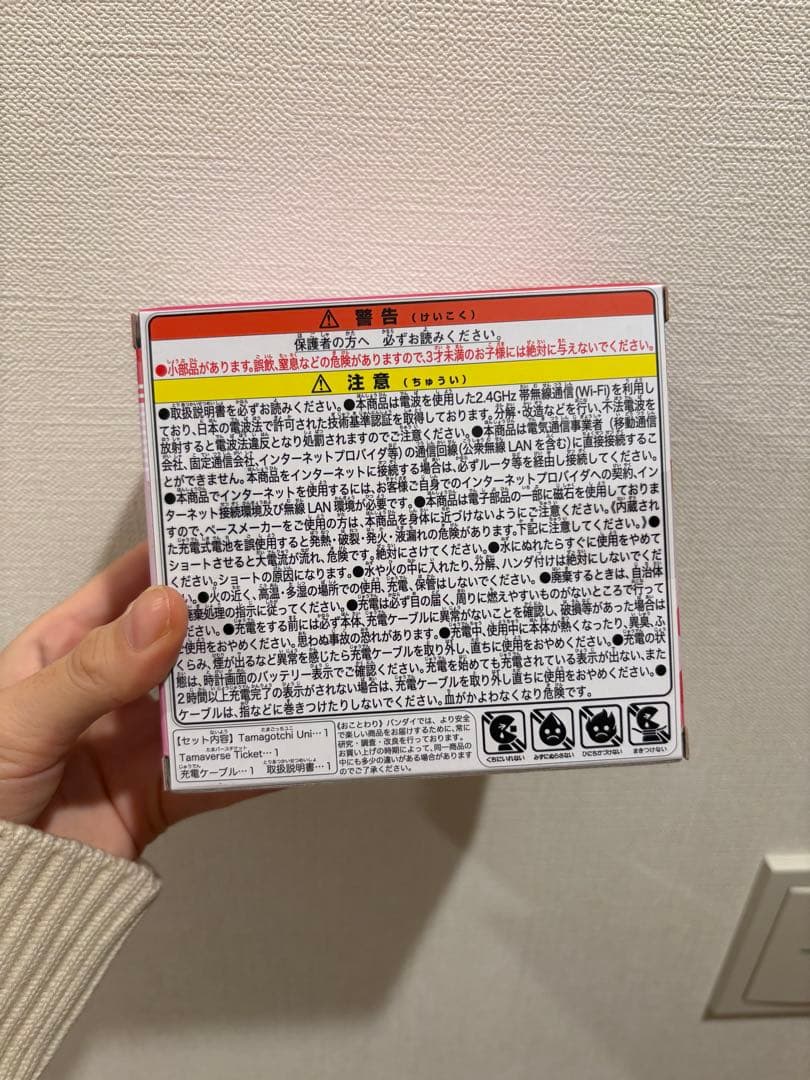 ⚠ 警告（けいこく）
保護者の方へ 必ずお読みください。
●小部品があります。誤飲、窒息などの危険がありますので、3才未満のお子様には絶対に与えないでください。
⚠ 注意（ちゅうい）
●取扱説明書を必ずお読みください。●本商品は電波を使用した2.4GHz 帯無線通信(Wi-Fi)を利用し
ており、日本の電波法で許可された技術基準認証を取得しております。分解・改造などを行い、不法電波を
放射すると電波法違反となり処罰されますのでご注意ください。●本商品は電気通信事業者（移動通信
会社、固定通信会社、インターネットプロバイダ等）の通信回線（公衆無線LANを含む）に直接接続するこ
とができません。本商品をインターネットに接続する場合は、必ずルータ等を経由し接続してください。
●本商品でインターネットを使用するには、お客様ご自身でのインターネットプロバイダへの契約、イン
ターネット接続環境及び無線LAN環境が必要です。●本商品は電子部品の一部に磁石を使用しておりま
すので、ペースメーカーをご使用の方は、本商品を身体に近づけないようにご注意ください。《内蔵され
た充電式電池を誤使用すると発熱・破裂・発火・液漏れの危険があります。下記に注意してください。》●
ショートさせると大電流が流れ、危険です。絶対にさけてください。●水にぬれたらすぐに使用をやめて
ください。ショートの原因になります。●水や火の中に入れたり、分解、ハンダ付けは絶対にしないでくだ
い。●火の近く、高温・多湿の場所での使用、充電、保管はしないでください。●廃棄するときは、自治体
廃棄処理の指示に従ってください。●充電は必ず目の届く、周りに燃えやすいものがないところで行って
ださい。●充電をする前には必ず本体、充電ケーブルに異常がないことを確認し、破損等があった場合は
使用をおやめください。思わぬ事故の恐れがあります。●充電中、使用中に本体が熱くなったり、異臭、ふ
くらみ、煙が出るなど異常を感じたら充電ケーブルを取り外し、直ちに使用をおやめください。●充電の状
態は、時計画面のバッテリー表示でご確認ください。充電を始めても充電されている表示が出ない、また
2時間以上充電完了の表示がされない場合は、充電ケーブルを取り外し直ちに使用をおやめください。●
ケーブルは、指などに巻きつけたりしないでください。血がかよわなくなり危険です。
【セット内容】Tamagotchi Uni…1
Tamaverse Ticket…1
充電ケーブル…1 取扱説明書…1
《おことわり》バンダイでは、より安全
で楽しい商品をお届けするために、常に
研究・調査・改良を行っております。
お買い上げの時期によって、同一商品の
中にも多少の違いがある場合があります
のでご了承ください。
くちにいれない みずにぬらさない ひにちかづけない まきつけない